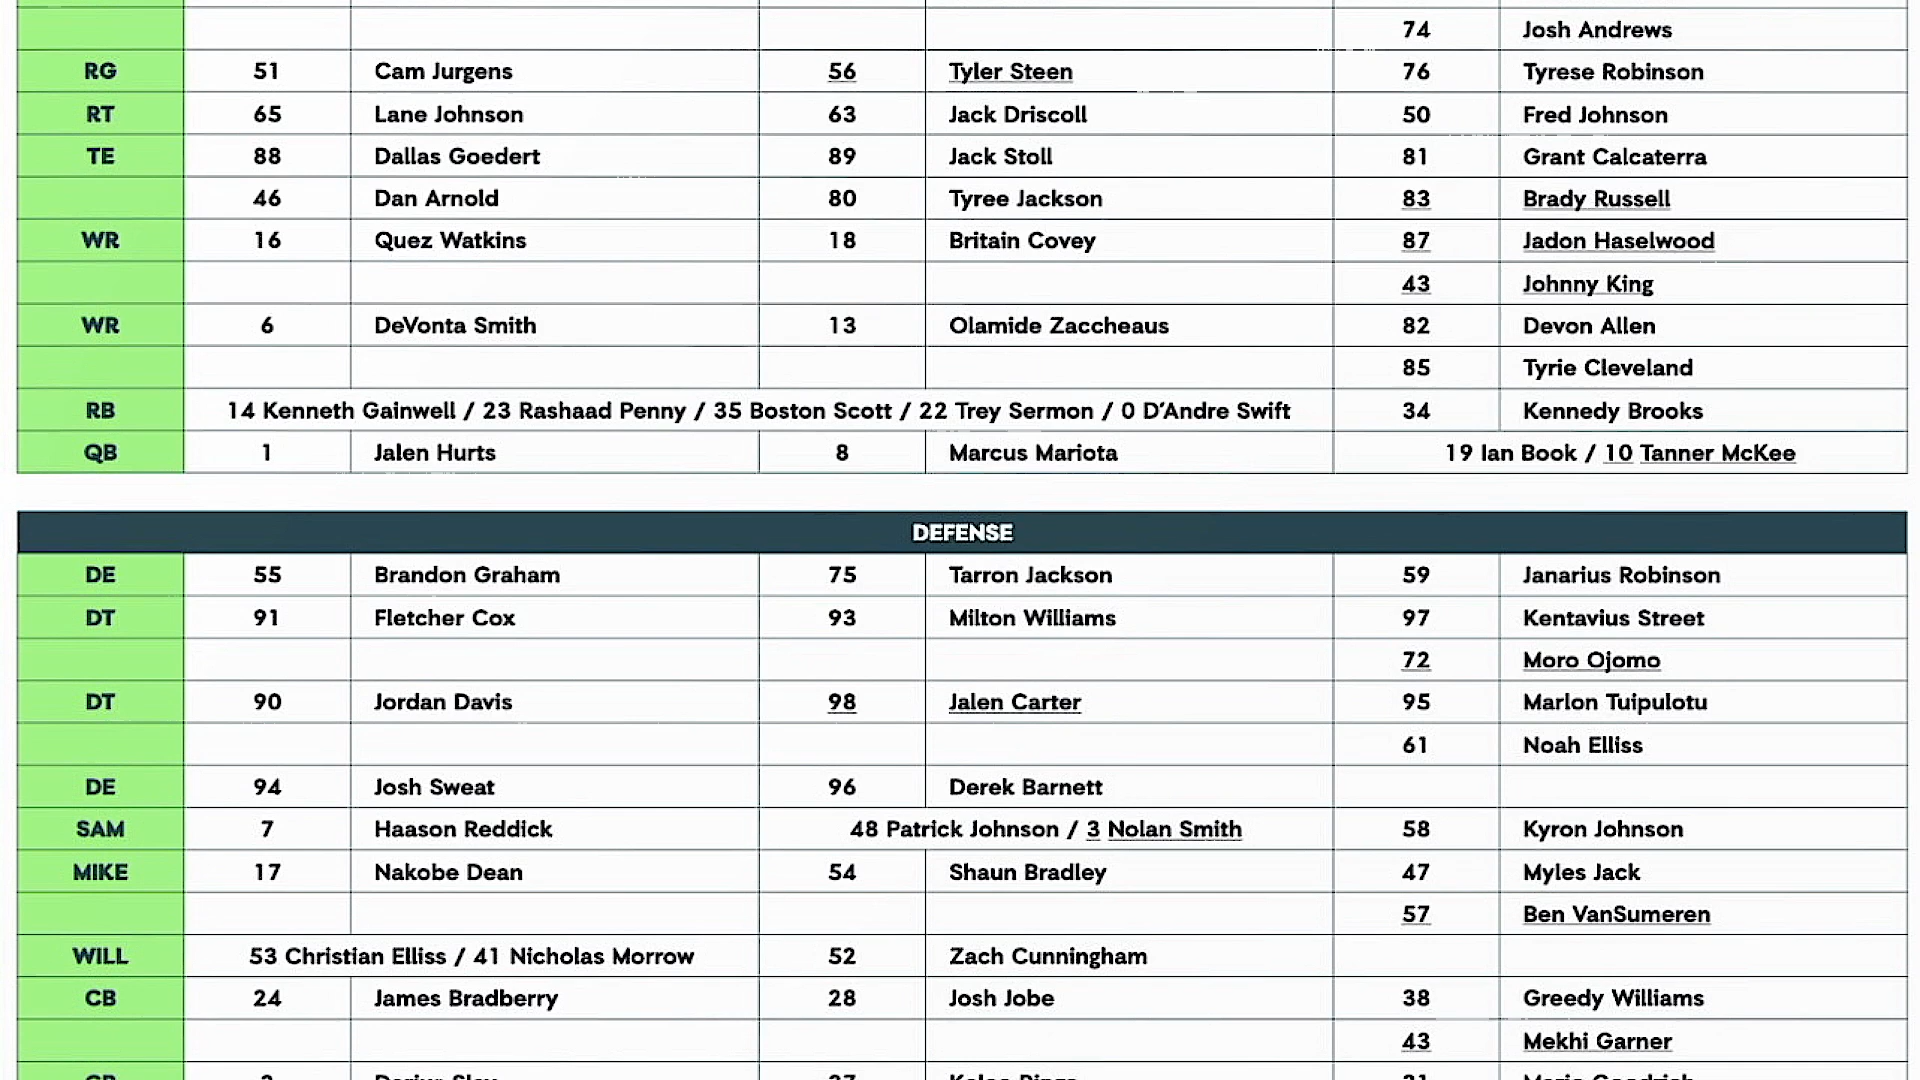 74 Josh Andrews
RG 51 Cam Jurgens 56 Tyler Steen 76 Tyrese Robinson
RT 65 Lane Johnson 63 Jack Driscoll 50 Fred Johnson
TE 88 Dallas Goedert 89 Jack Stoll 81 Grant Calcaterra
46 Dan Arnold 80 Tyree Jackson 83 Brady Russell
WR 16 Quez Watkins 18 Britain Covey 87 Jadon Haselwood
43 Johnny King
WR 6 DeVonta Smith 13 Olamide Zaccheaus 82 Devon Allen
85 Tyrie Cleveland
RB 14 Kenneth Gainwell / 23 Rashaad Penny / 35 Boston Scott / 22 Trey Sermon / 0 D'Andre Swift 34 Kennedy Brooks
QB 1 Jalen Hurts 8 Marcus Mariota 19 Ian Book / 10 Tanner McKee
DEFENSE
DE 55 Brandon Graham 75 Tarron Jackson 59 Janarius Robinson
DT 91 Fletcher Cox 93 Milton Williams 97 Kentavius Street
72 Moro Ojomo
DT 90 Jordan Davis 98 Jalen Carter 95 Marlon Tuipulotu
61 Noah Elliss
DE 94 Josh Sweat 96 Derek Barnett
SAM 7 Haason Reddick 48 Patrick Johnson / 3 Nolan Smith 58 Kyron Johnson
MIKE 17 Nakobe Dean 54 Shaun Bradley 47 Myles Jack
57 Ben VanSumeren
WILL 53 Christian Elliss / 41 Nicholas Morrow 52 Zach Cunningham
CB 24 James Bradberry 28 Josh Jobe 38 Greedy Williams
43 Mekhi Garner